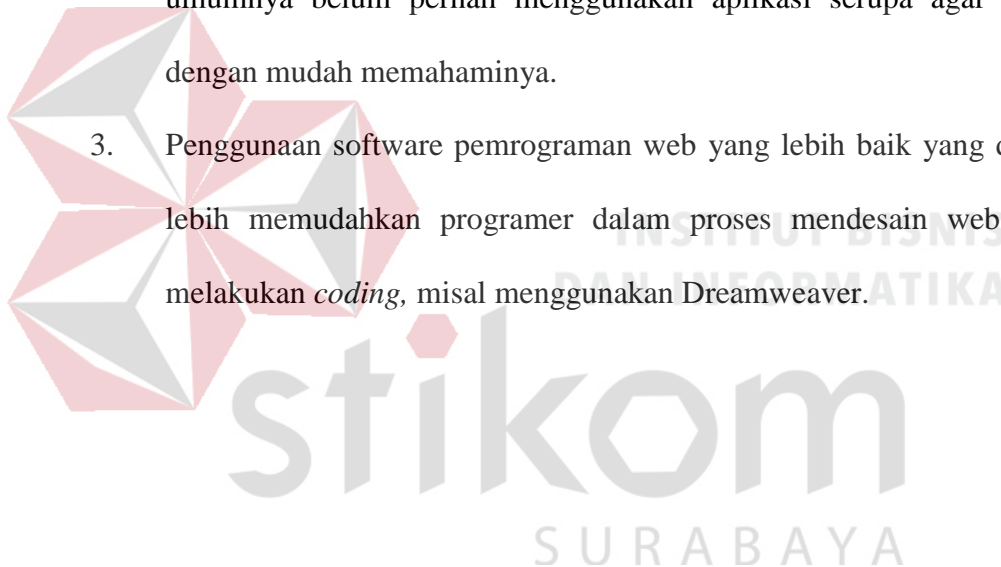 umumnya belum pernah menggunakan aplikasi serupa agar
dengan mudah memahaminya.
3. Penggunaan software pemrograman web yang lebih baik yang
lebih memudahkan programer dalam proses mendesain web
melakukan coding, misal menggunakan Dreamweaver.
INSTITUT BISNIS
DAN INFORMATIKA
stikom
SURABAYA